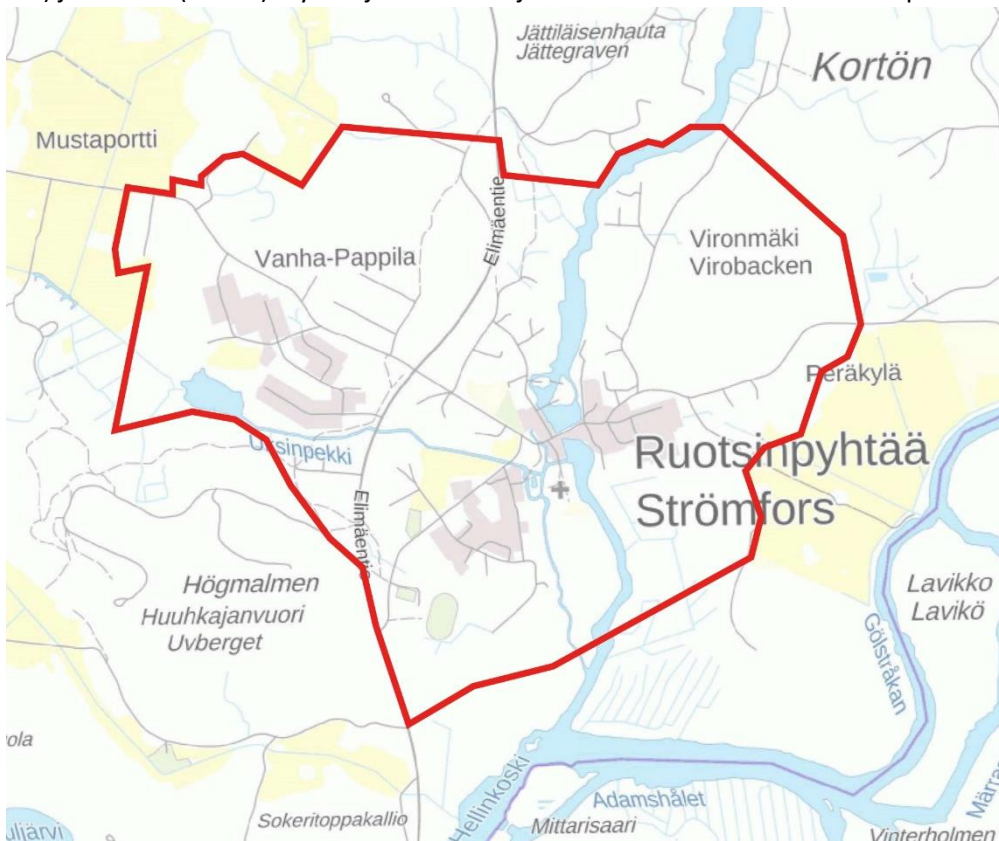 Jättiläisenhauta
Jättegraven
Kortön
Mustaportti
Elimäentie
Vironmäki
Virobacken
Vanha-Pappila
Peräkylä
Ruotsinpyhtää
Strömfors
Elimäentie
Högmalmen
Huuhkajanvuori
Uvberget
Lavikko
Lavikö
Gölstråkan
Hellinkoski
Adamshålet
Mittarisaari
Sokeritoppakallio
Vinterholmen